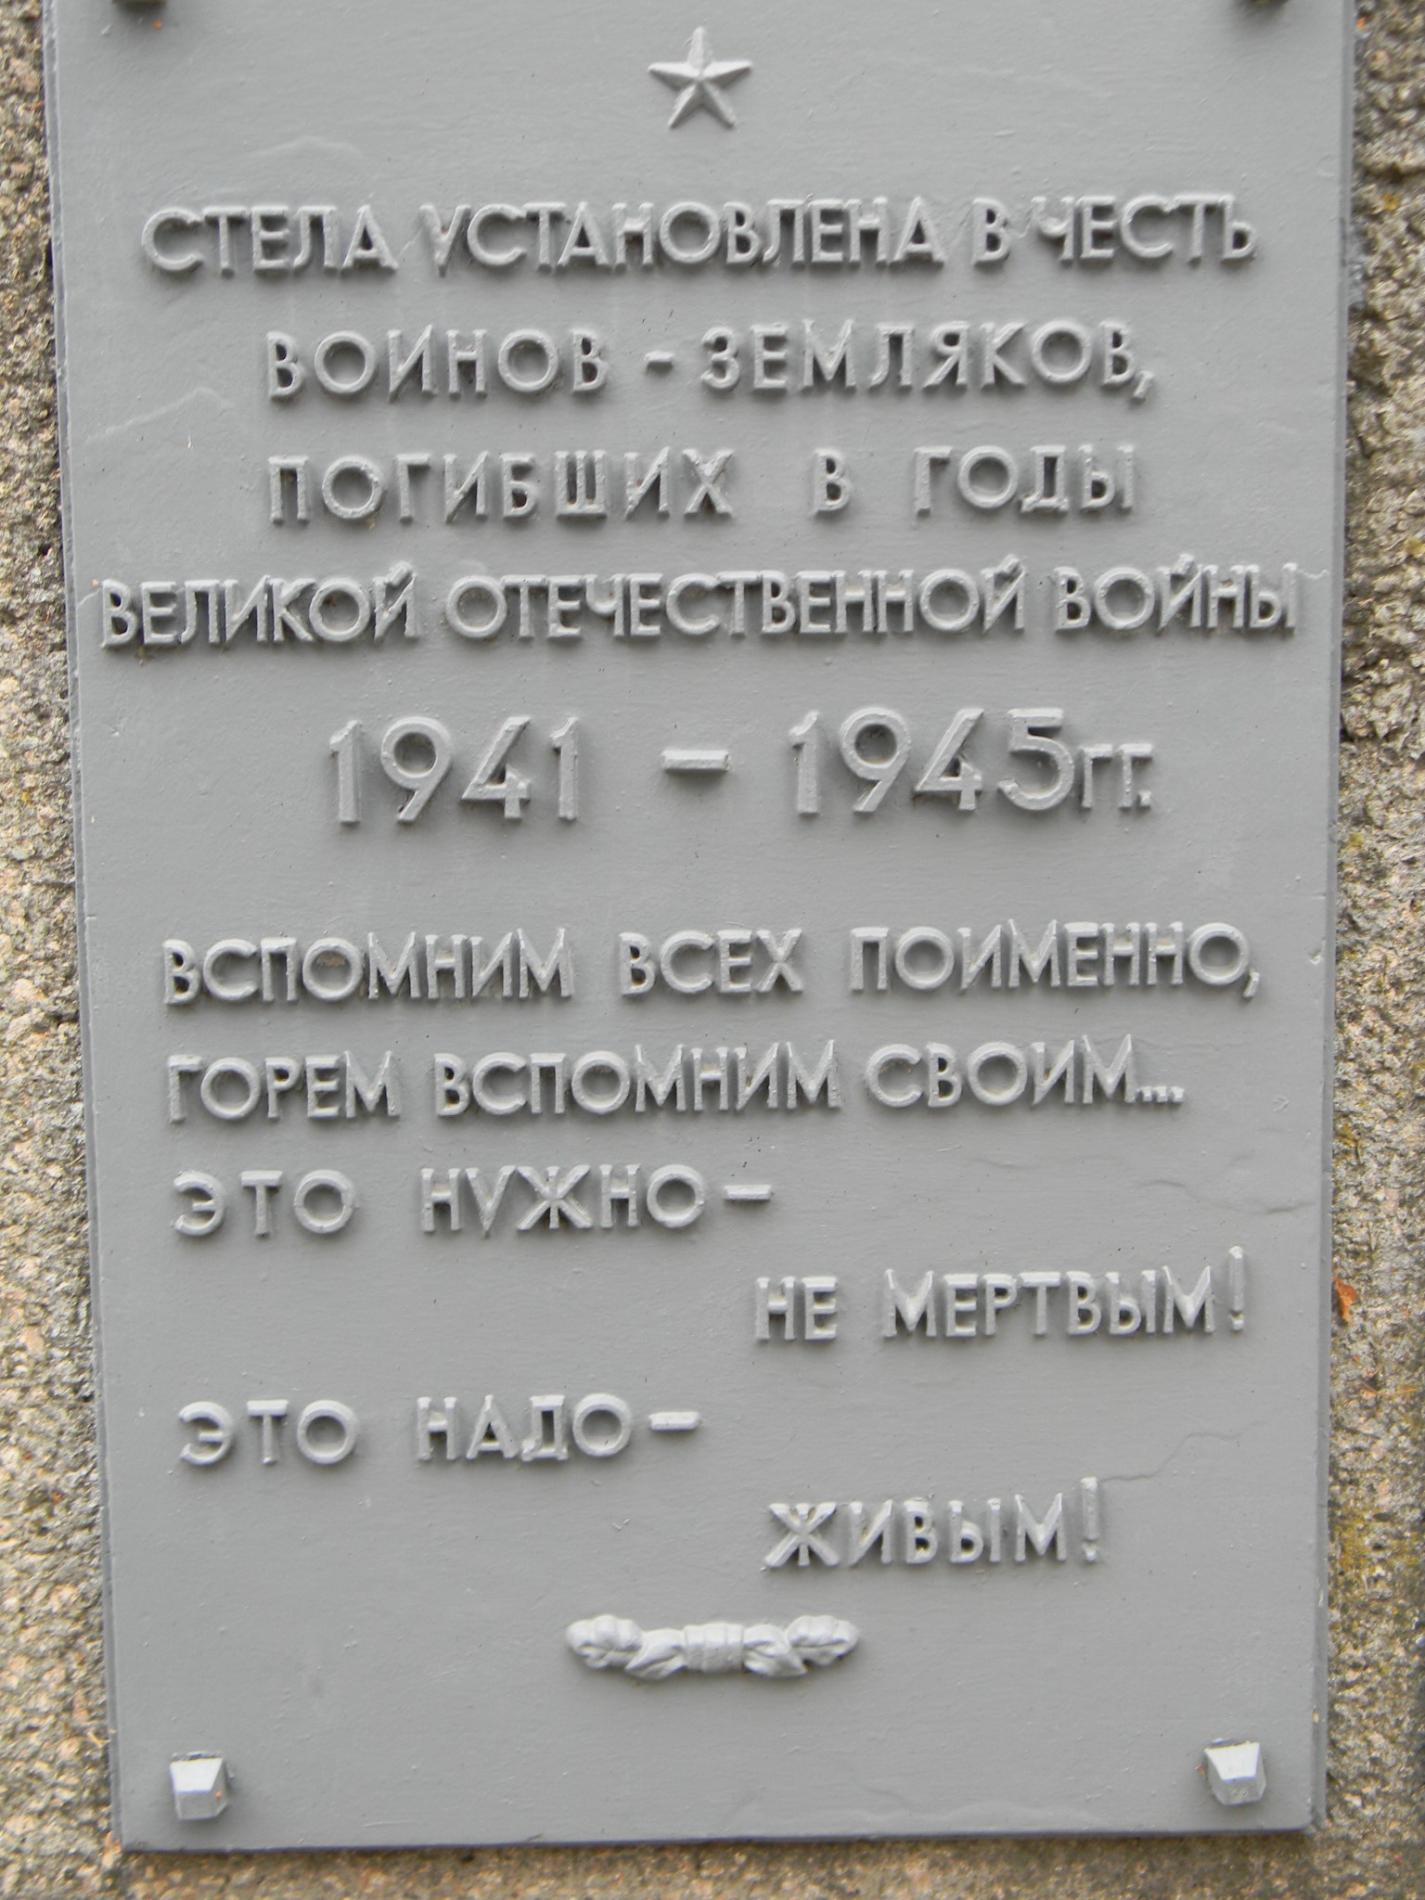 СТЕЛА УСТАНОВЛЕНА В ЧЕСТЬ
ВОИНОВ - ЗЕМЛЯКОВ,
ПОГИБШИХ В ГОДЫ
ВЕЛИКОЙ ОТЕЧЕСТВЕННОЙ ВОЙНЫ
1941 - 1945гг.
ВСПОМНИМ ВСЕХ ПОИМЕННО,
ГОРЕМ ВСПОМНИМ СВОИМ...
ЭТО НУЖНО-
НЕ МЕРТВЫМ!
ЭТО НАДО-
ЖИВЫМ!